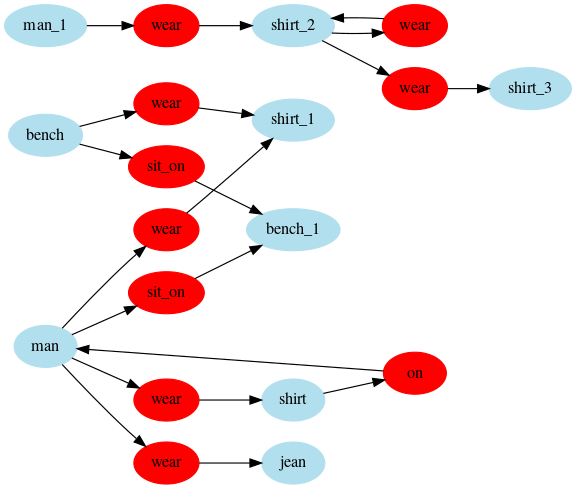 man_1 wear shirt_2 wear
wear shirt_3
wear shirt_1
bench
sit_on
wear bench_1
sit_on
man
wear shirt on
wear jean